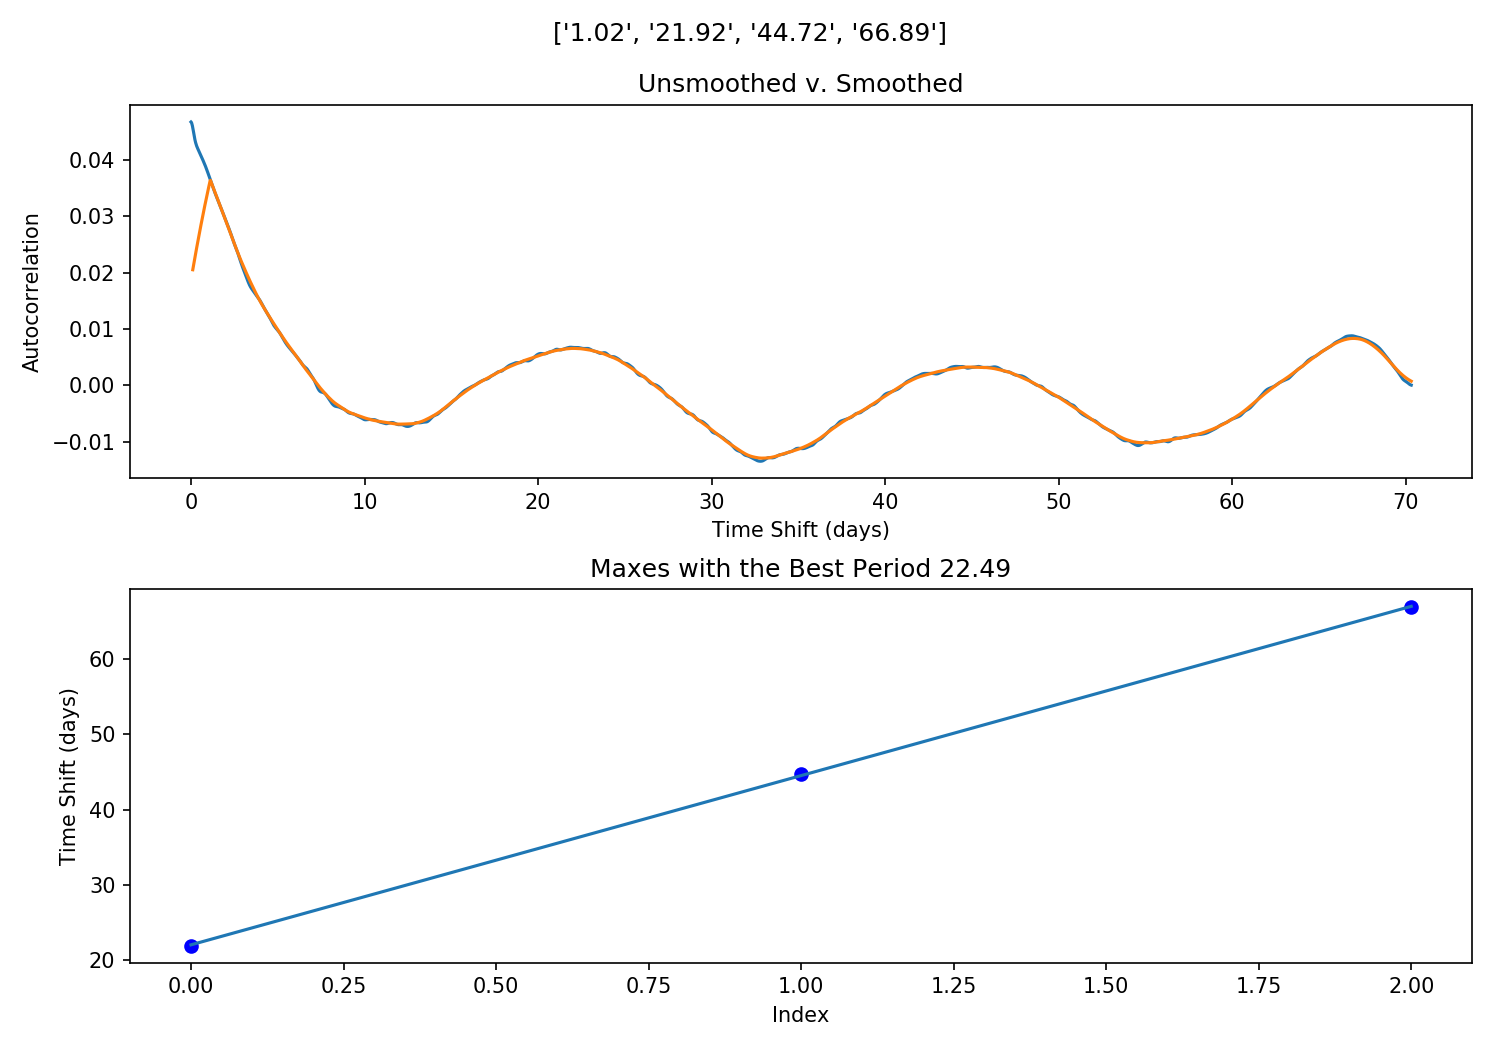 ['1.02', '21.92', '44.72', '66.89']
Unsmoothed v. Smoothed
Autocorrelation
0.04
0.03
0.02
0.01
0.00
−0.01
0 10 20 30 40 50 60 70
Time Shift (days)
Maxes with the Best Period 22.49
Time Shift (days)
60
50
40
30
20
0.00 0.25 0.50 0.75 1.00 1.25 1.50 1.75 2.00
Index